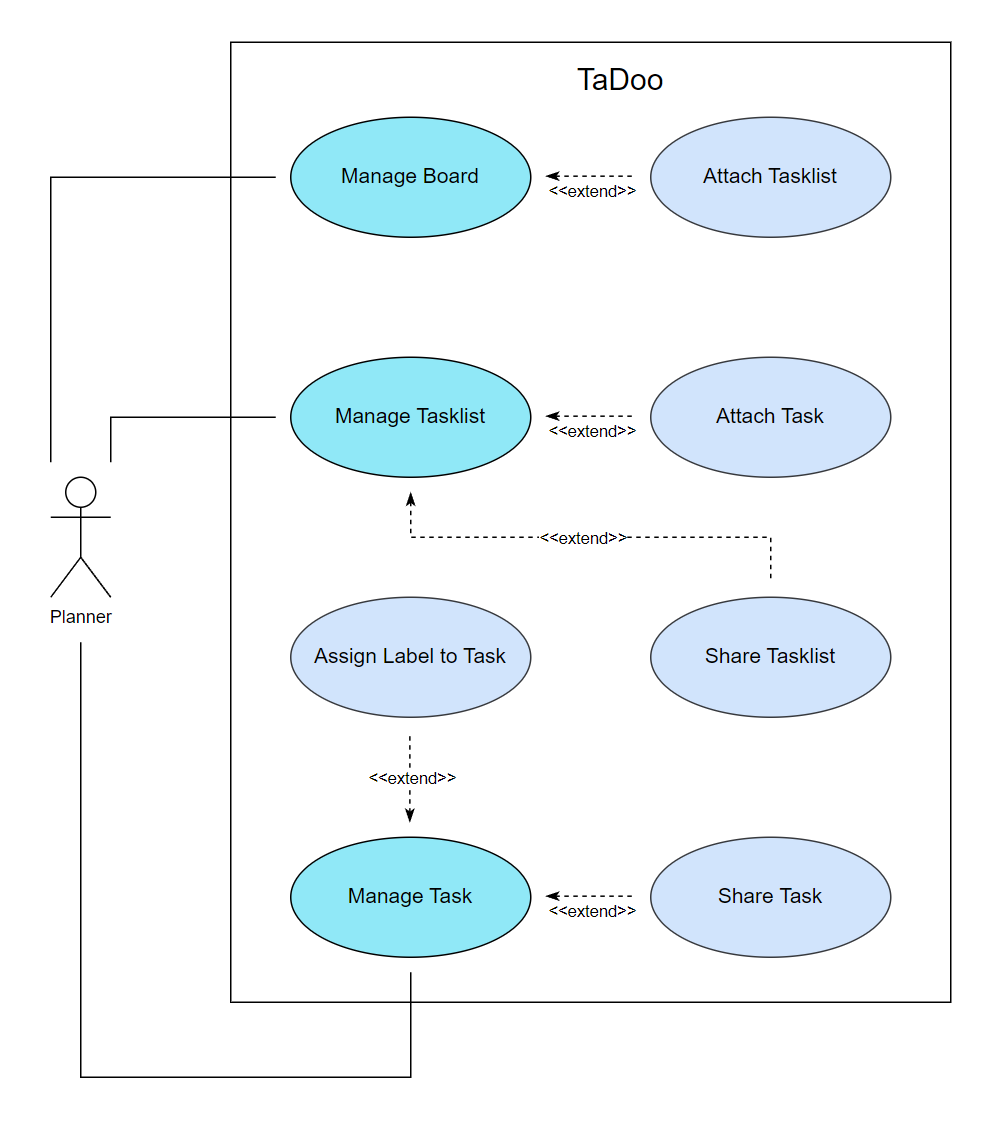 TaDoo
Manage Board
<<extend>>
Attach Tasklist
Manage Tasklist
<<extend>>
Attach Task
<<extend>>
Planner
Assign Label to Task
Share Tasklist
<<extend>>
Manage Task
<<extend>>
Share Task